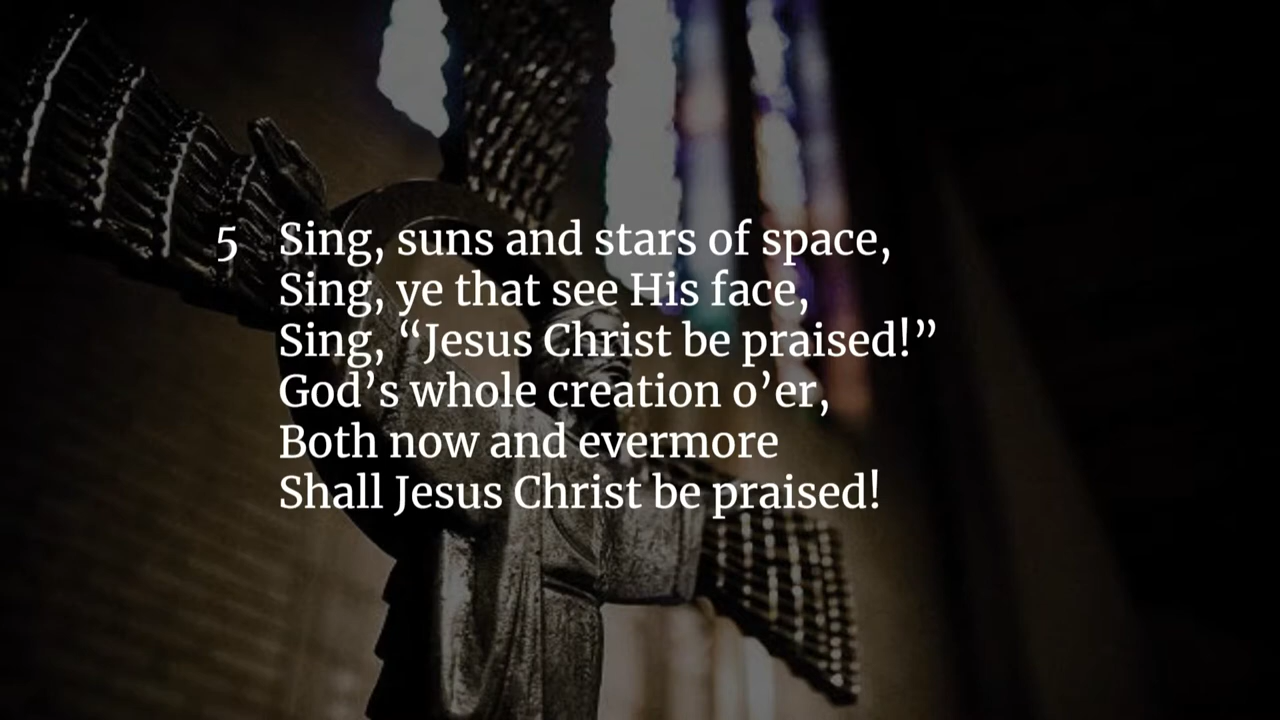 5 Sing, suns and stars of space,
Sing, ye that see His face,
Sing, “Jesus Christ be praised!”
God’s whole creation o’er,
Both now and evermore
Shall Jesus Christ be praised!